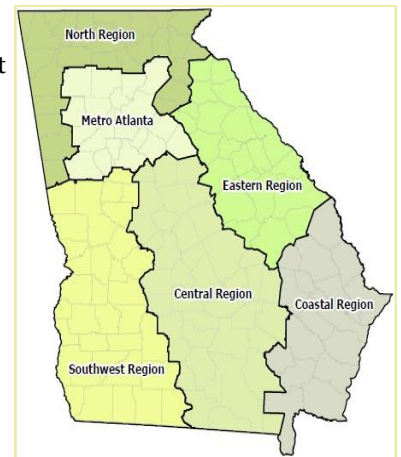 North Region
t
Metro Atlanta
Eastern Region
Central Region
Coastal Region
Southwest Region